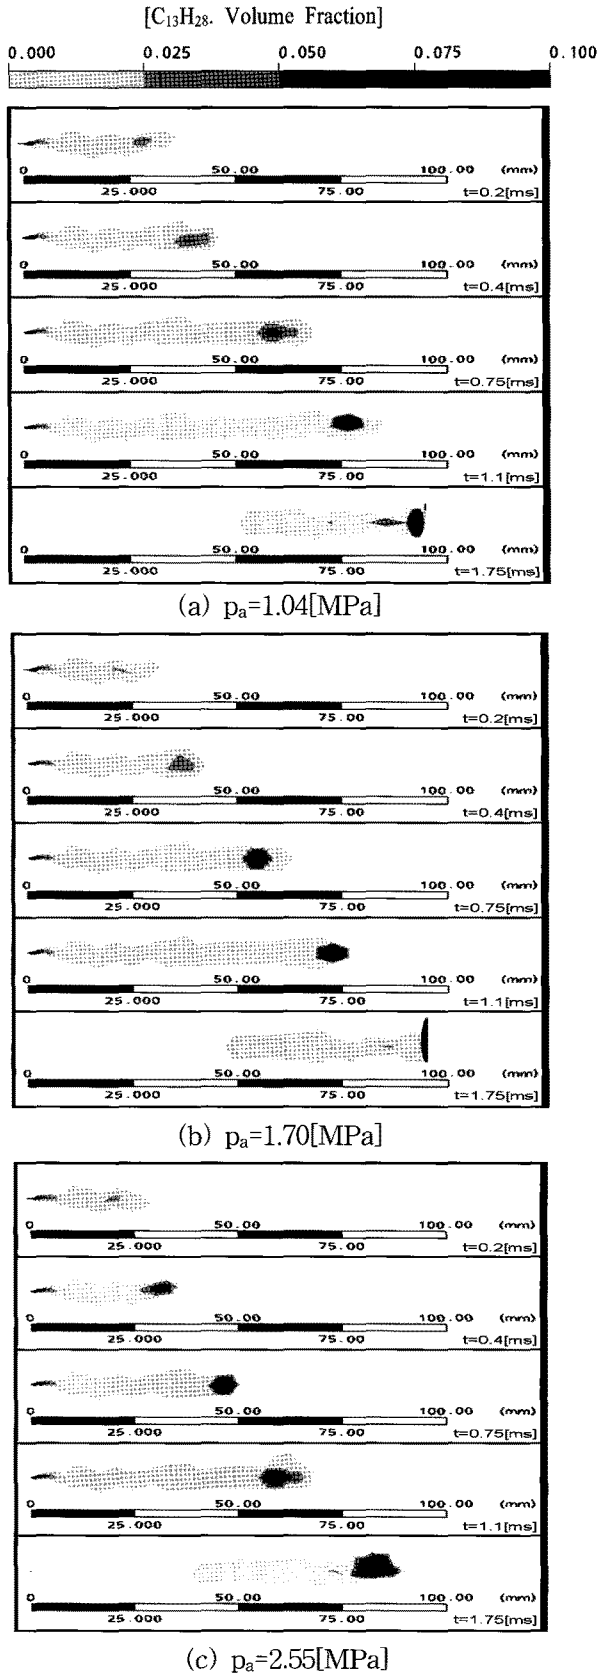 [C₁₃H₂₈. Volume Fraction]
0.000 0.025 0.050 0.075 0.100
0 50.00 100.00 (mm)
25.000 75.00 t=0.2[ms]
0 50.00 100.00 (mm)
25.000 75.00 t=0.4[ms]
0 50.00 100.00 (mm)
25.000 75.00 t=0.75[ms]
0 50.00 100.00 (mm)
25.000 75.00 t=1.1[ms]
0 50.00 100.00 (mm)
25.000 75.00 t=1.75[ms]
(a) pₐ=1.04[MPa]
0 50.00 100.00 (mm)
25.000 75.00 t=0.2[ms]
0 50.00 100.00 (mm)
25.000 75.00 t=0.4[ms]
0 50.00 100.00 (mm)
25.000 75.00 t=0.75[ms]
0 50.00 100.00 (mm)
25.000 75.00 t=1.1[ms]
0 50.00 100.00 (mm)
25.000 75.00 t=1.75[ms]
(b) pₐ=1.70[MPa]
0 50.00 100.00 (mm)
25.000 75.00 t=0.2[ms]
0 50.00 100.00 (mm)
25.000 75.00 t=0.4[ms]
0 50.00 100.00 (mm)
25.000 75.00 t=0.75[ms]
0 50.00 100.00 (mm)
25.000 75.00 t=1.1[ms]
0 50.00 100.00 (mm)
25.000 75.00 t=1.75[ms]
(c) pₐ=2.55[MPa]